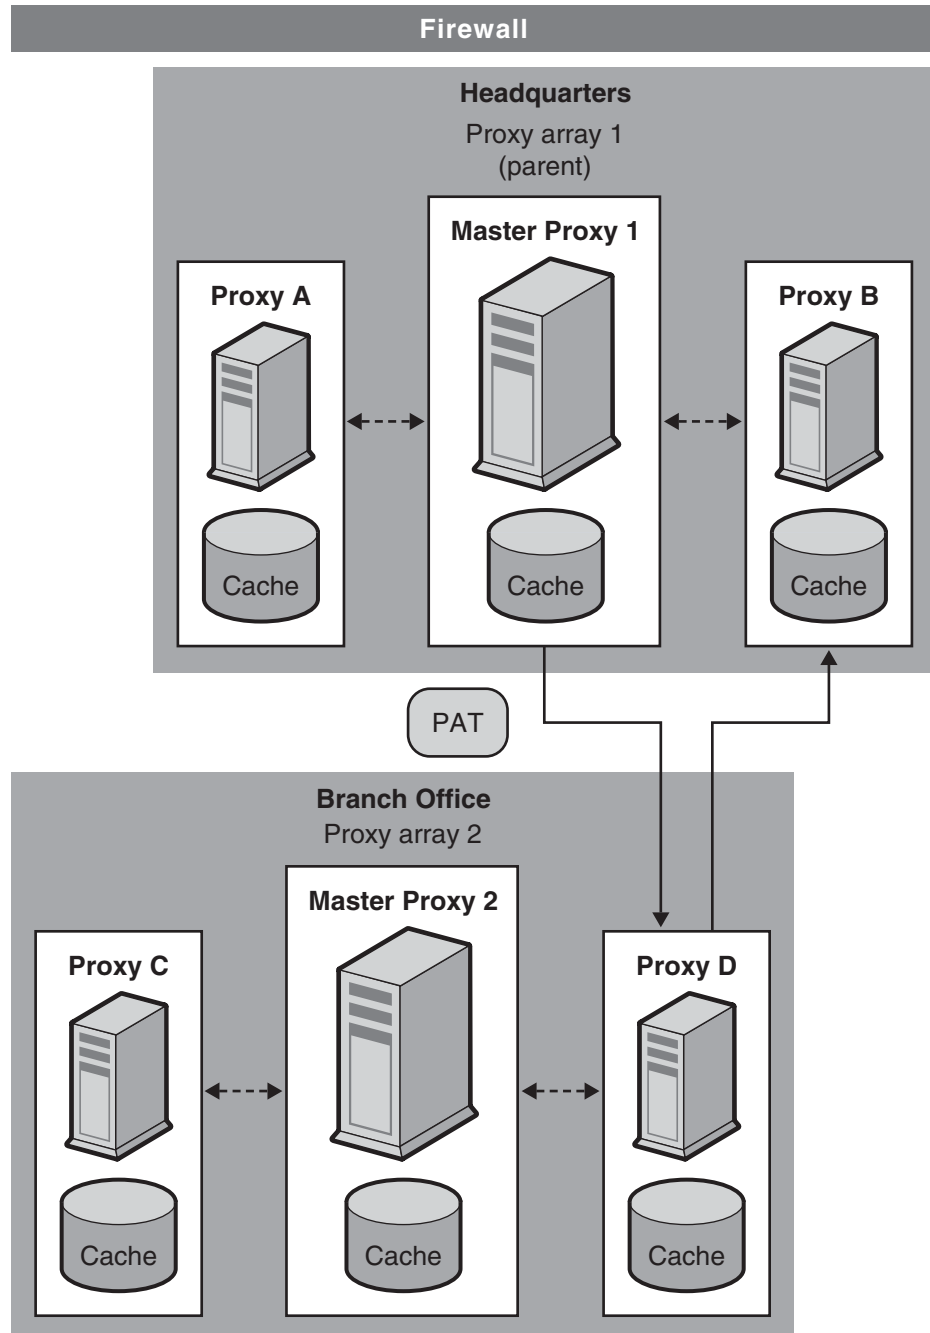 Firewall
Headquarters
Proxy array 1
(parent)
Master Proxy 1
Proxy A
Proxy B
Cache
Cache
Cache
PAT
Branch Office
Proxy array 2
Master Proxy 2
Proxy C
Proxy D
Cache
Cache
Cache